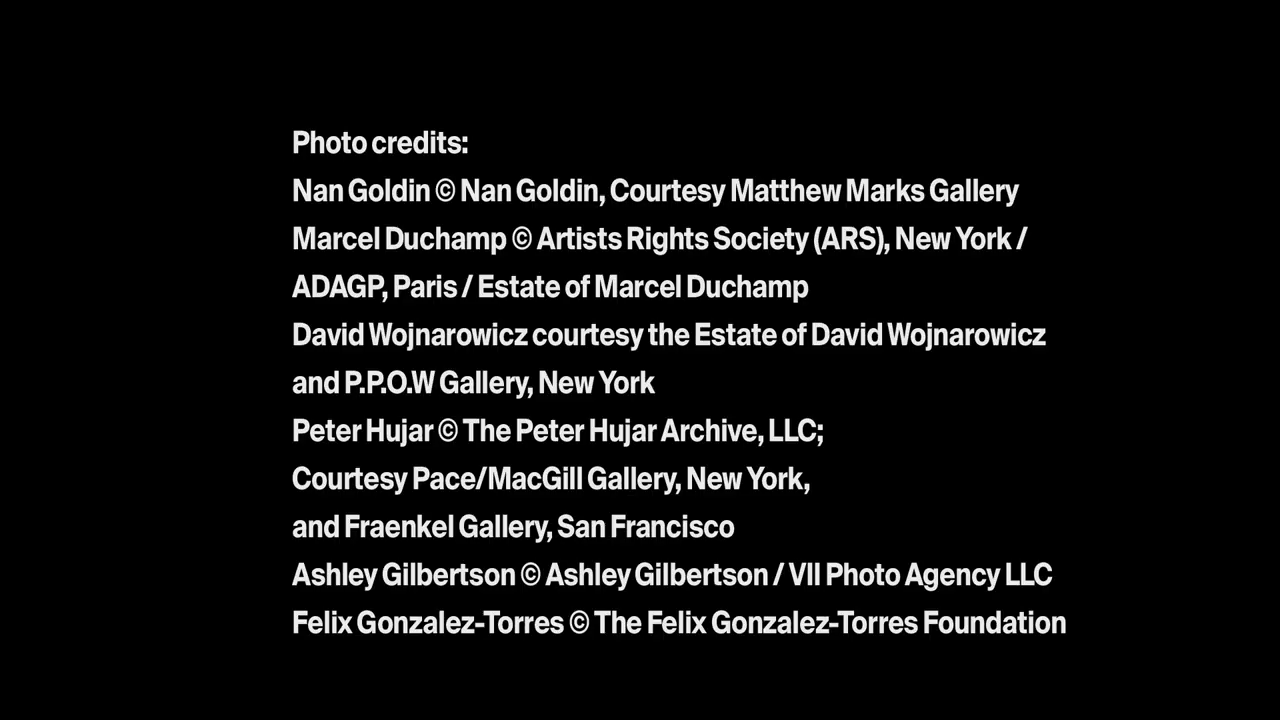 Photo credits:
Nan Goldin © Nan Goldin, Courtesy Matthew Marks Gallery
Marcel Duchamp © Artists Rights Society (ARS), New York /
ADAGP, Paris / Estate of Marcel Duchamp
David Wojnarowicz courtesy the Estate of David Wojnarowicz
and P.P.O.W Gallery, New York
Peter Hujar © The Peter Hujar Archive, LLC;
Courtesy Pace/MacGill Gallery, New York,
and Fraenkel Gallery, San Francisco
Ashley Gilbertson © Ashley Gilbertson / VII Photo Agency LLC
Felix Gonzalez-Torres © The Felix Gonzalez-Torres Foundation